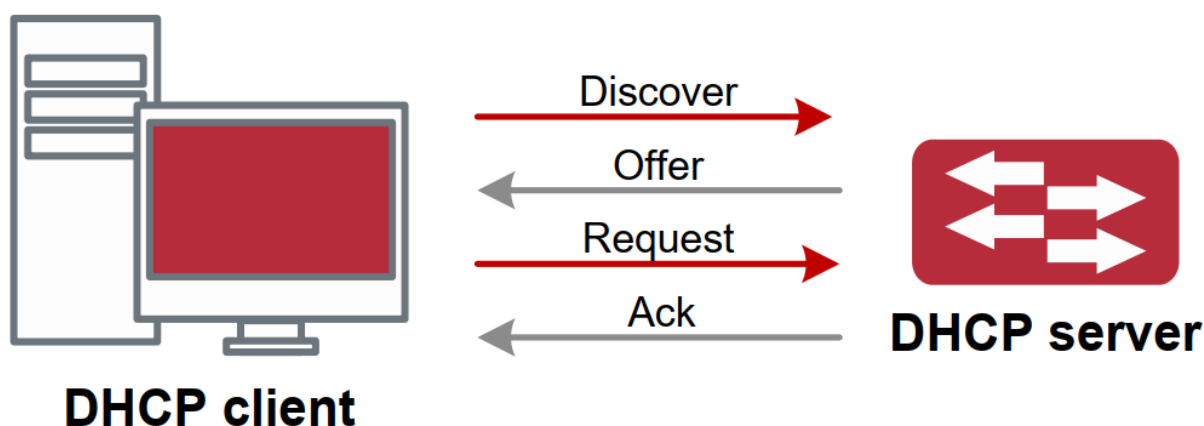 Discover
Offer
Request
Ack
DHCP server
DHCP client